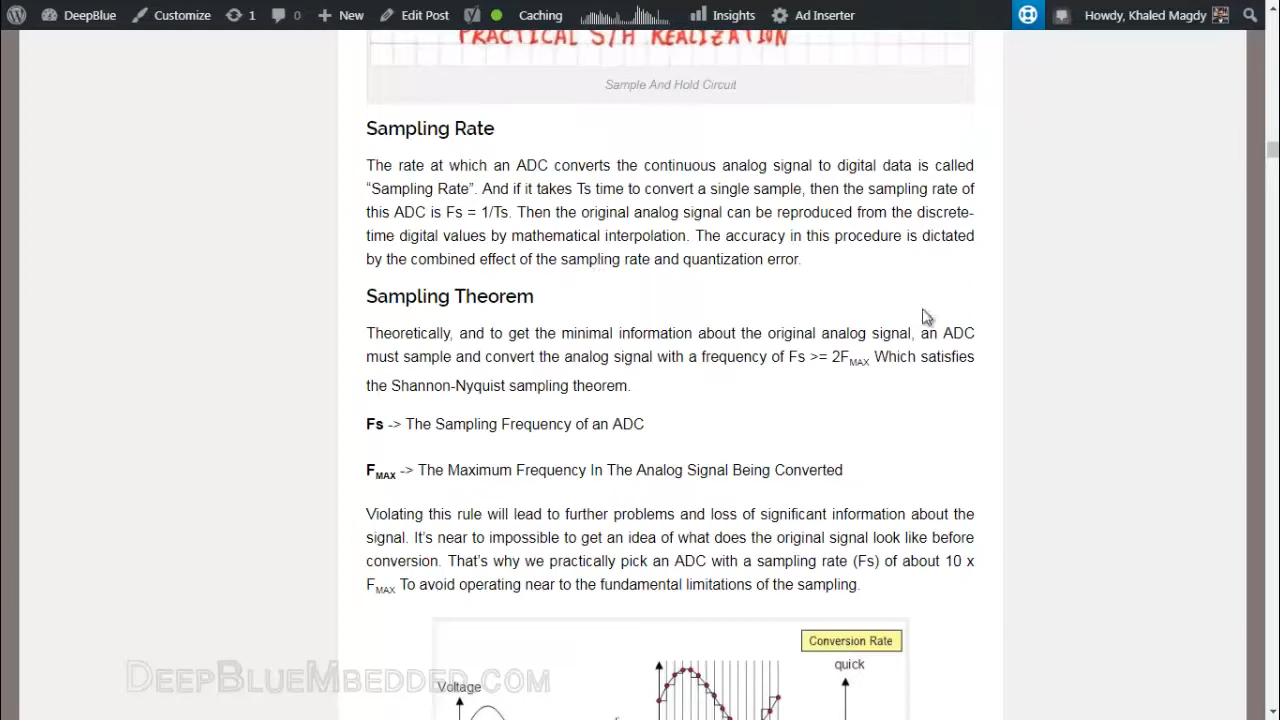 DeepBlue Customize 1 0 New Edit Post Caching Insights Ad Inserter Howdy, Khaled Magdy
PRACTICAL S/H REALIZATION
Sample And Hold Circuit
Sampling Rate
The rate at which an ADC converts the continuous analog signal to digital data is called
“Sampling Rate”. And if it takes Ts time to convert a single sample, then the sampling rate of
this ADC is Fs = 1/Ts. Then the original analog signal can be reproduced from the discrete-
time digital values by mathematical interpolation. The accuracy in this procedure is dictated
by the combined effect of the sampling rate and quantization error.
Sampling Theorem
Theoretically, and to get the minimal information about the original analog signal, an ADC
must sample and convert the analog signal with a frequency of Fs >= 2FMAX Which satisfies
the Shannon-Nyquist sampling theorem.
Fs -> The Sampling Frequency of an ADC
FMAX -> The Maximum Frequency In The Analog Signal Being Converted
Violating this rule will lead to further problems and loss of significant information about the
signal. It’s near to impossible to get an idea of what does the original signal look like before
conversion. That’s why we practically pick an ADC with a sampling rate (Fs) of about 10 x
FMAX To avoid operating near to the fundamental limitations of the sampling.
Conversion Rate
quick
DeepBlueMbedded.com
Voltage